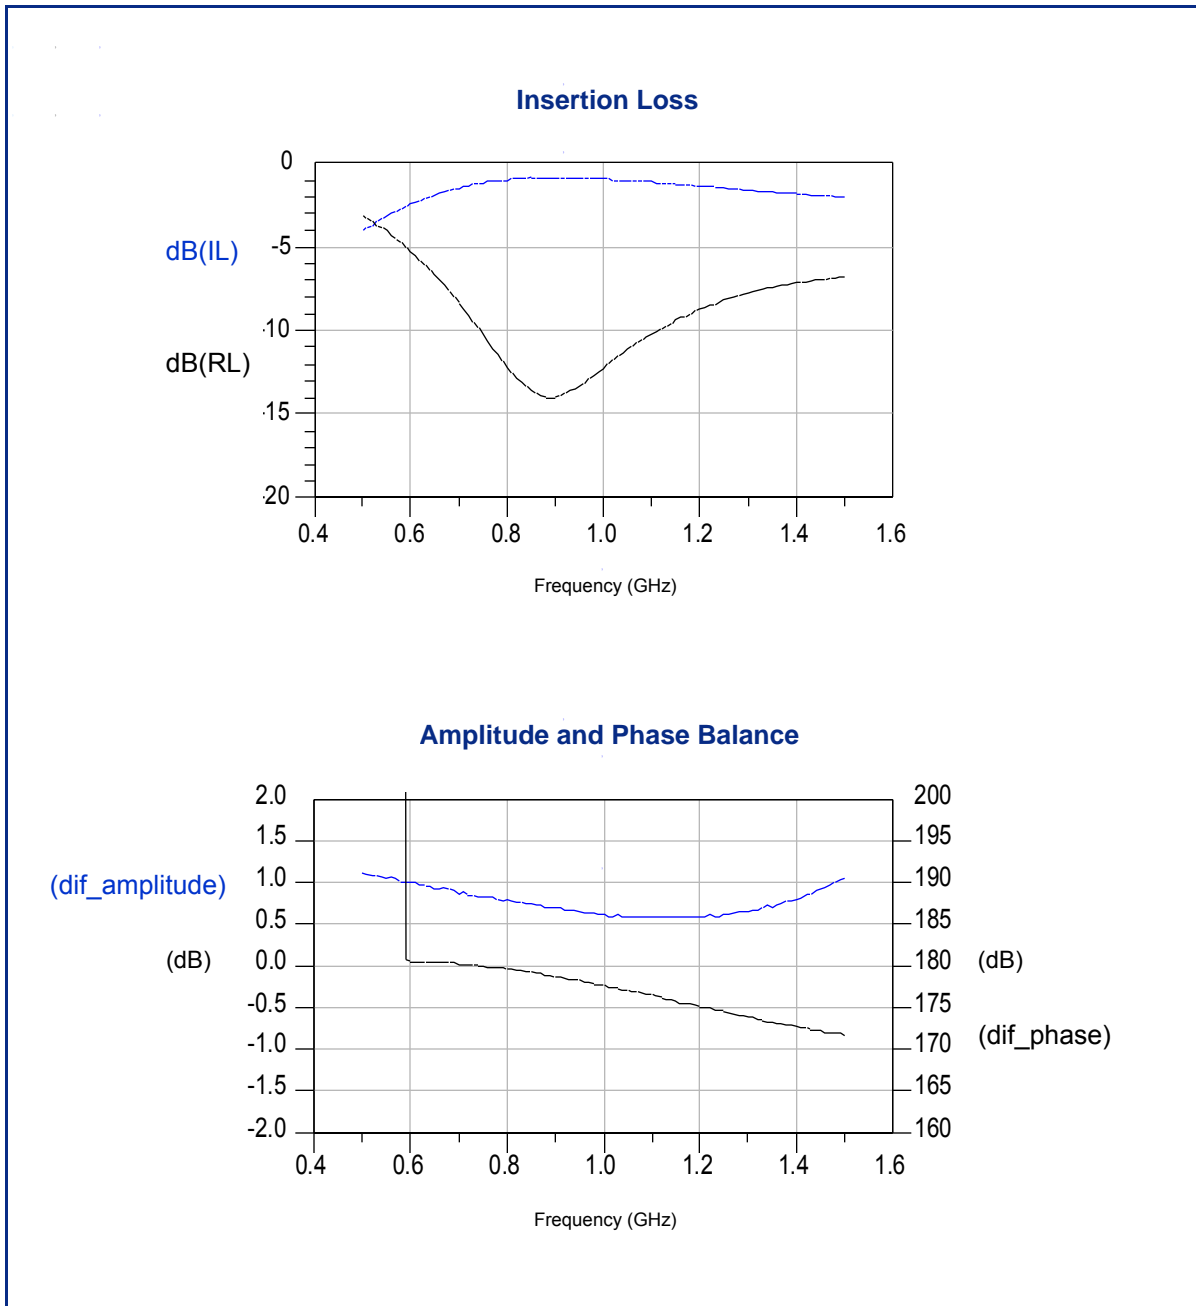 Insertion Loss
0
dB(IL)
-5
-10
dB(RL)
-15
-20
0.4 0.6 0.8 1.0 1.2 1.4 1.6
Frequency (GHz)
Amplitude and Phase Balance
2.0 200
1.5 195
(dif_amplitude) 1.0 190
0.5 185
(dB) 0.0 180 (dB)
-0.5 175
(dif_phase)
-1.0 170
-1.5 165
-2.0 160
0.4 0.6 0.8 1.0 1.2 1.4 1.6
Frequency (GHz)